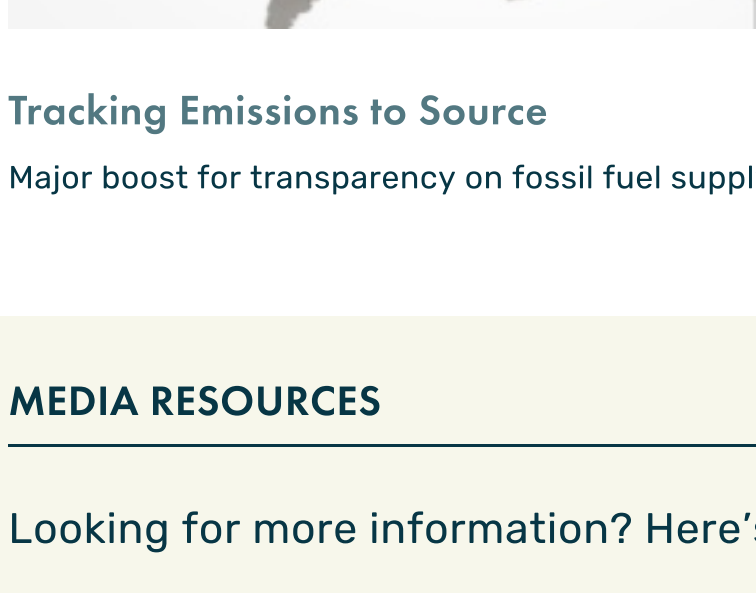 Tracking Emissions to Source
Major boost for transparency on fossil fuel suppl
MEDIA RESOURCES
Looking for more information? Here’s